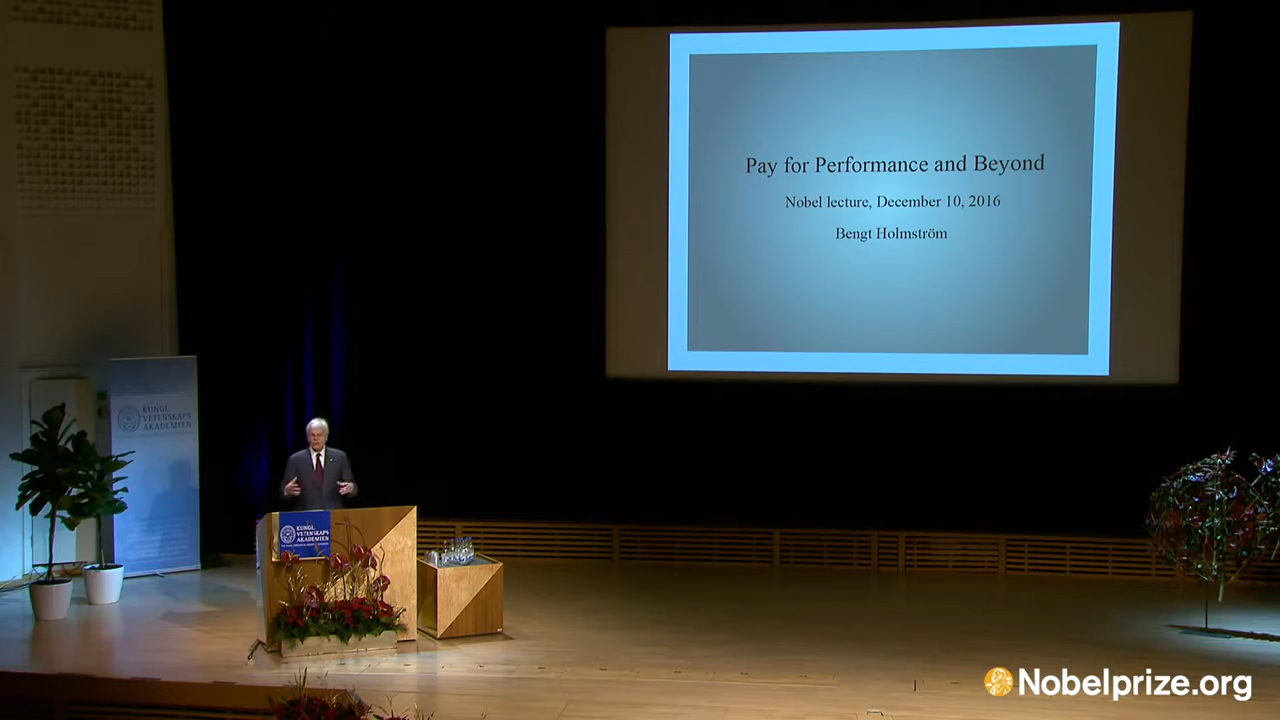 Pay for Performance and Beyond
Nobel lecture, December 10, 2016
Bengt Holmström
KUNGL.
VETENSKAPS
AKADEMIEN
KUNGL.
VETENSKAPS
AKADEMIEN
Nobelprize.org